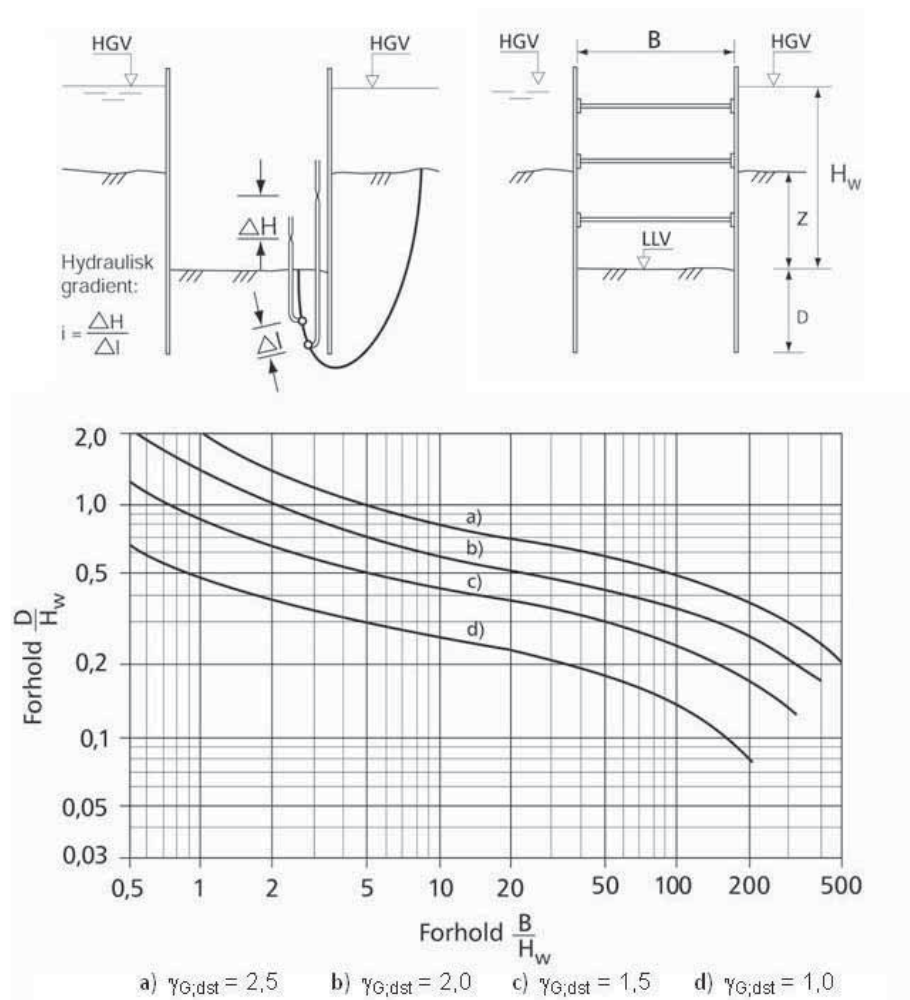 HGV HGV
ΔH
Hydraulisk
gradient:
i = ΔH/Δl
Δl
HGV B HGV
H_w
Z
LLV
D
2,0
1,0
0,5
0,2
0,1
0,05
0,03
Forhold D/H_w
a)
b)
c)
d)
0,5 1 2 5 10 20 50 100 200 500
Forhold B/H_w
a) γG;dst = 2,5 b) γG;dst = 2,0 c) γG;dst = 1,5 d) γG;dst = 1,0